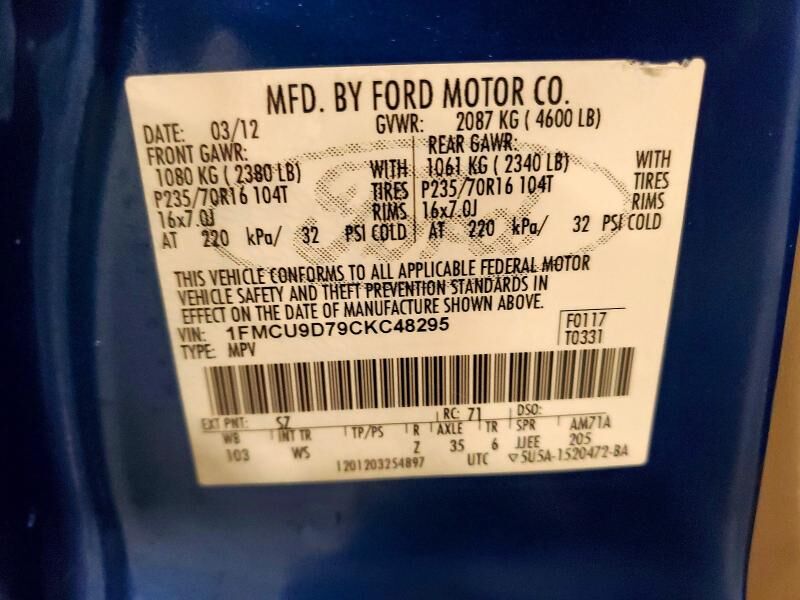 MFD. BY FORD MOTOR CO.
DATE: 03/12 GVWR: 2087 KG ( 4600 LB)
FRONT GAWR: REAR GAWR:
1080 KG ( 2380 LB) WITH 1061 KG ( 2340 LB) WITH
P235/70R16 104T TIRES P235/70R16 104T TIRES
16x7.0J RIMS 16x7.0J RIMS
AT 220 kPa/ 32 PSI COLD AT 220 kPa/ 32 PSI COLD
THIS VEHICLE CONFORMS TO ALL APPLICABLE FEDERAL MOTOR
VEHICLE SAFETY AND THEFT PREVENTION STANDARDS IN
EFFECT ON THE DATE OF MANUFACTURE SHOWN ABOVE.
VIN: 1FMCU9D79CKC48295 F0117
TYPE: MPV T0331
EXT PNT: SZ RC: 71 DSO:
WB INT TR TP/PS R AXLE TR SPR AM71A
103 WS Z 35 6 JJEE 205
1201203254897 UTC ▽5U5A-1520472-BA